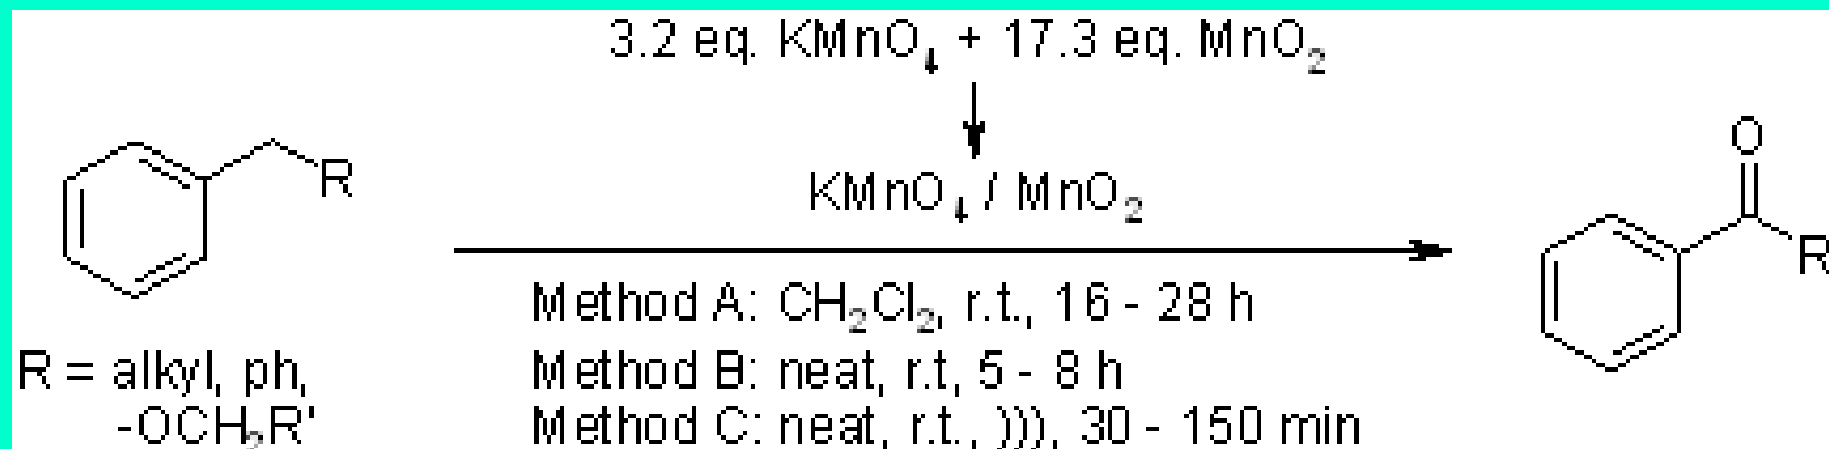 3.2 eq. KMnO₄ + 17.3 eq. MnO₂
KMnO₄ / MnO₂
R
O
R
Method A: CH₂Cl₂, r.t., 16 - 28 h
R = alkyl, ph,
-OCH₂R'
Method B: neat, r.t, 5 - 8 h
Method C: neat, r.t., ))), 30 - 150 min